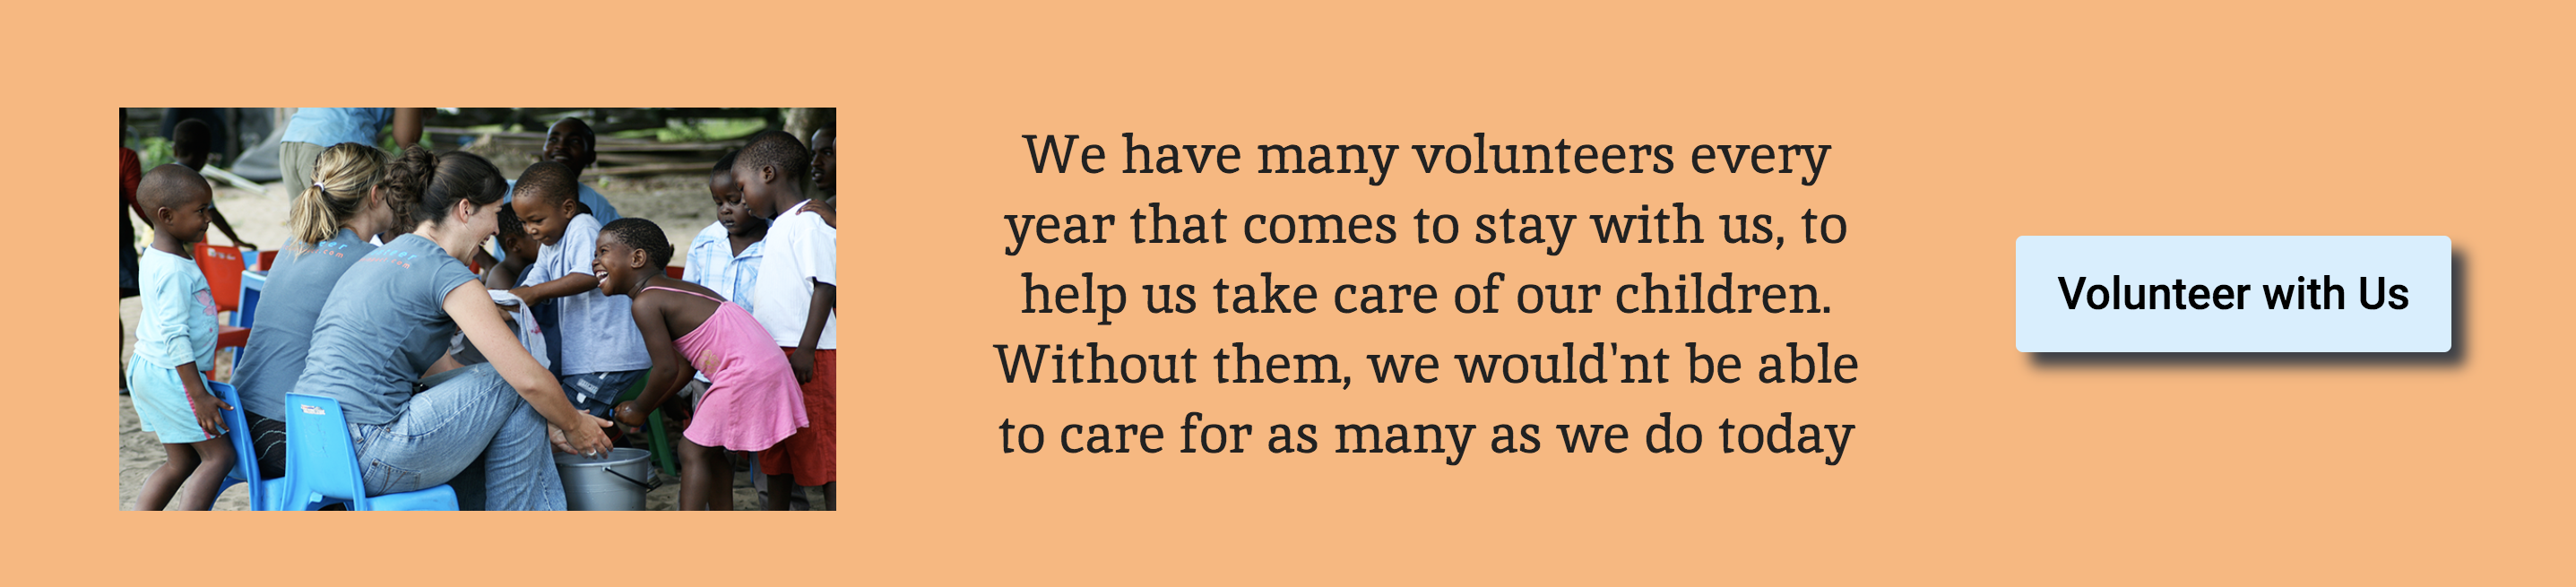 We have many volunteers every
year that comes to stay with us, to
help us take care of our children.
Without them, we would'nt be able
to care for as many as we do today
Volunteer with Us